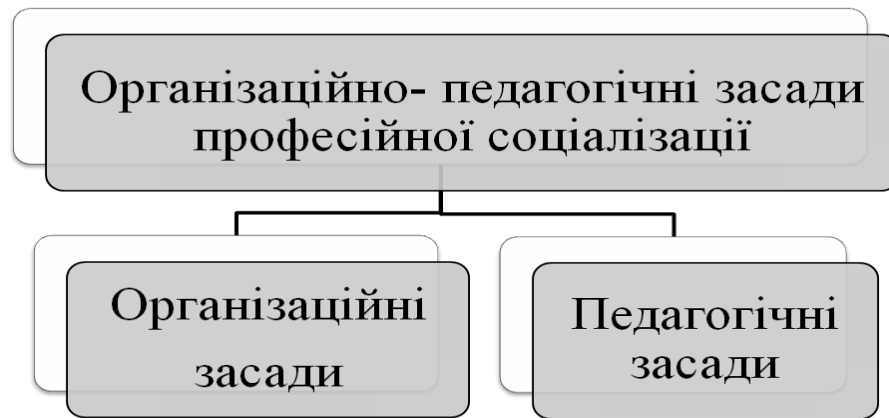 Організаційно- педагогічні засади
професійної соціалізації
Організаційні
засади
Педагогічні
засади